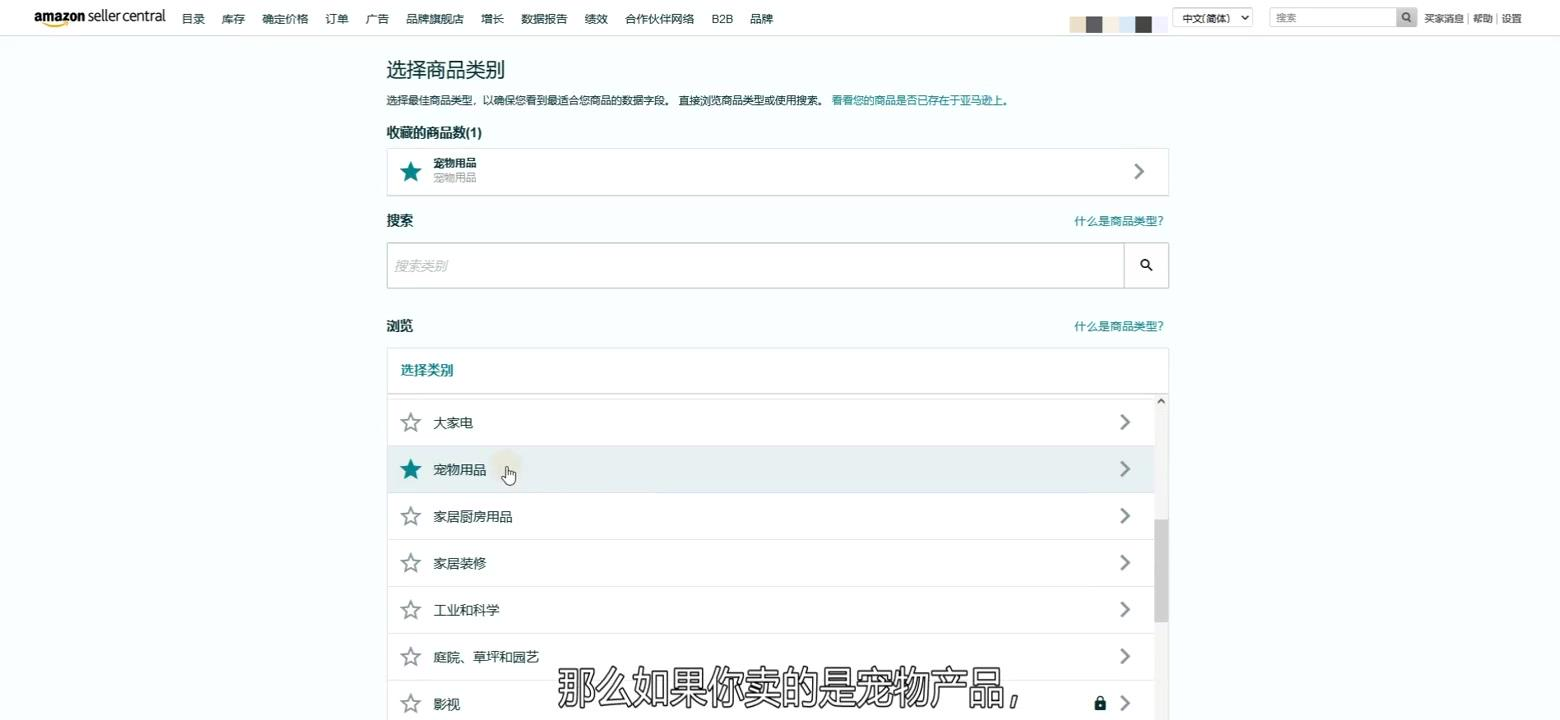 amazon seller central 目录 库存 确定价格 订单 广告 品牌旗舰店 增长 数据报告 绩效 合作伙伴网络 B2B 品牌 中文(简体) 搜索 买家消息 | 帮助 | 设置
选择商品类别
选择最佳商品类型，以确保您看到最适合您商品的数据字段。 直接浏览商品类型或使用搜索。 看看您的商品是否已存在于亚马逊上。
收藏的商品数(1)
宠物用品
宠物用品
搜索 什么是商品类型?
搜索类别
浏览 什么是商品类型?
选择类别
大家电
宠物用品
家居厨房用品
家居装修
工业和科学
庭院、草坪和园艺
那么如果你卖的是宠物产品，
影视